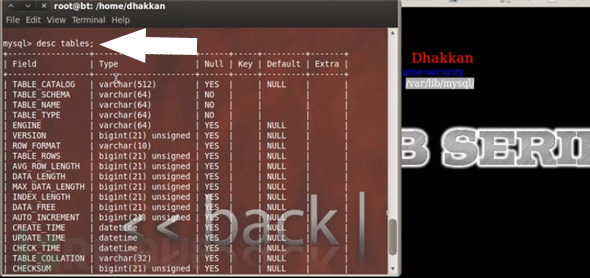 root@bt: /home/dhakkan
File Edit View Terminal Help
mysql> desc tables;
+-----------------+---------------------+------+-----+---------+-------+
| Field | Type | Null | Key | Default | Extra |
+-----------------+---------------------+------+-----+---------+-------+
| TABLE_CATALOG | varchar(512) | YES | | NULL | |
| TABLE_SCHEMA | varchar(64) | NO | | | |
| TABLE_NAME | varchar(64) | NO | | | |
| TABLE_TYPE | varchar(64) | NO | | | |
| ENGINE | varchar(64) | YES | | NULL | |
| VERSION | bigint(21) unsigned | YES | | NULL | |
| ROW_FORMAT | varchar(10) | YES | | NULL | |
| TABLE_ROWS | bigint(21) unsigned | YES | | NULL | |
| AVG_ROW_LENGTH | bigint(21) unsigned | YES | | NULL | |
| DATA_LENGTH | bigint(21) unsigned | YES | | NULL | |
| MAX_DATA_LENGTH | bigint(21) unsigned | YES | | NULL | |
| INDEX_LENGTH | bigint(21) unsigned | YES | | NULL | |
| DATA_FREE | bigint(21) unsigned | YES | | NULL | |
| AUTO_INCREMENT | bigint(21) unsigned | YES | | NULL | |
| CREATE_TIME | datetime | YES | | NULL | |
| UPDATE_TIME | datetime | YES | | NULL | |
| CHECK_TIME | datetime | YES | | NULL | |
| TABLE_COLLATION | varchar(32) | YES | | NULL | |
| CHECKSUM | bigint(21) unsigned | YES | | NULL | |
<< back |
Dhakkan
/var/lib/mysql/
B SERI